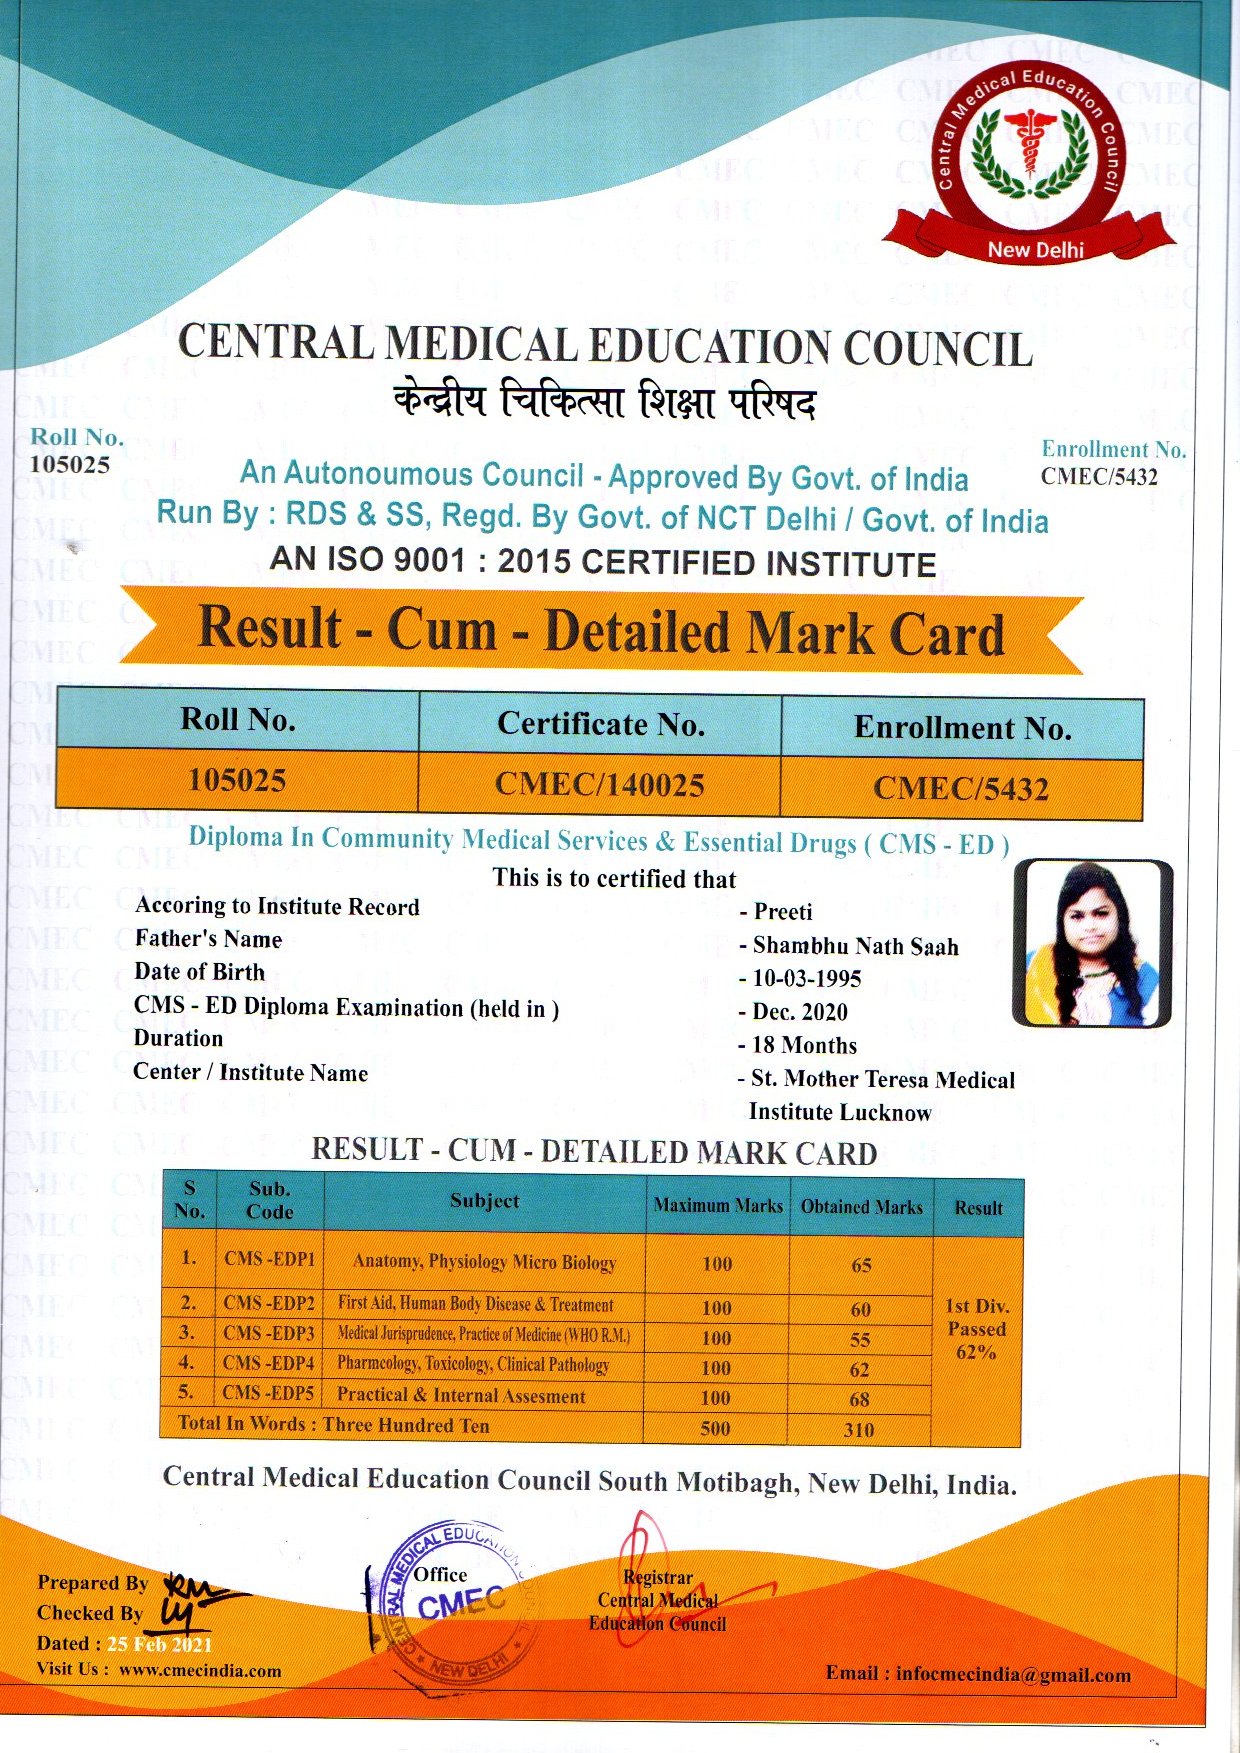 Central Medical Education Council
New Delhi
CENTRAL MEDICAL EDUCATION COUNCIL
केन्द्रीय चिकित्सा शिक्षा परिषद
Roll No.
105025
Enrollment No.
CMEC/5432
An Autonoumous Council - Approved By Govt. of India
Run By : RDS & SS, Regd. By Govt. of NCT Delhi / Govt. of India
AN ISO 9001 : 2015 CERTIFIED INSTITUTE
Result - Cum - Detailed Mark Card
Roll No. Certificate No. Enrollment No.
105025 CMEC/140025 CMEC/5432
Diploma In Community Medical Services & Essential Drugs ( CMS - ED )
This is to certified that
Accoring to Institute Record - Preeti
Father's Name - Shambhu Nath Saah
Date of Birth - 10-03-1995
CMS - ED Diploma Examination (held in ) - Dec. 2020
Duration - 18 Months
Center / Institute Name - St. Mother Teresa Medical
Institute Lucknow
RESULT - CUM - DETAILED MARK CARD
S No. Sub. Code Subject Maximum Marks Obtained Marks Result
1. CMS -EDP1 Anatomy, Physiology Micro Biology 100 65
2. CMS -EDP2 First Aid, Human Body Disease & Treatment 100 60
3. CMS -EDP3 Medical Jurisprudence, Practice of Medicine (WHO R.M.) 100 55
4. CMS -EDP4 Pharmcology, Toxicology, Clinical Pathology 100 62
5. CMS -EDP5 Practical & Internal Assesment 100 68
1st Div.
Passed
62%
Total In Words : Three Hundred Ten 500 310
Central Medical Education Council South Motibagh, New Delhi, India.
Prepared By
Checked By
Dated : 25 Feb 2021
Visit Us : www.cmecindia.com
Office
CMEC
CENTRAL MEDICAL EDUCATION COUNCIL
* NEW DELHI *
Registrar
Central Medical
Education Council
Email : infocmecindia@gmail.com